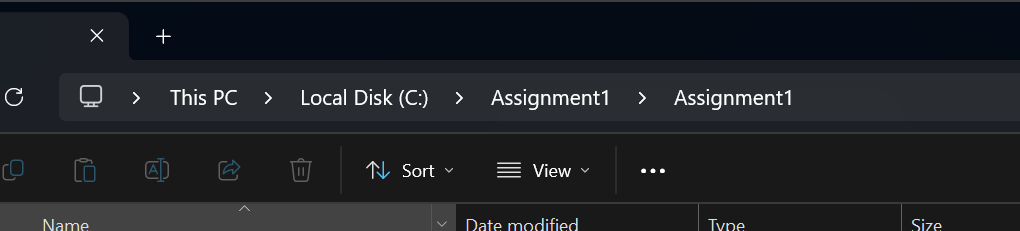 This PC > Local Disk (C:) > Assignment1 > Assignment1
Sort View
Name Date modified Type Size